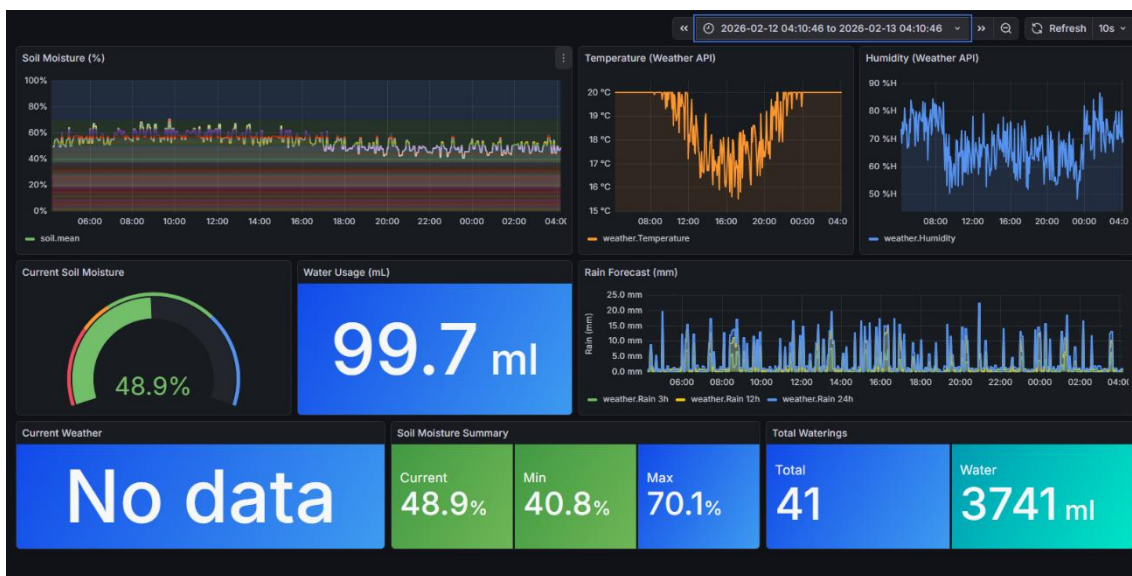 2026-02-12 04:10:46 to 2026-02-13 04:10:46
Refresh 10s
Soil Moisture (%)
100%
80%
60%
40%
20%
0%
06:00 08:00 10:00 12:00 14:00 16:00 18:00 20:00 22:00 00:00 02:00 04:00
soil.mean
Temperature (Weather API)
20 °C
19 °C
18 °C
17 °C
16 °C
15 °C
08:00 12:00 16:00 20:00 00:00 04:0
weather.Temperature
Humidity (Weather API)
90 %H
80 %H
70 %H
60 %H
50 %H
08:00 12:00 16:00 20:00 00:00 04:0
weather.Humidity
Current Soil Moisture
48.9%
Water Usage (mL)
99.7 ml
Rain Forecast (mm)
Rain (mm)
25.0 mm
20.0 mm
15.0 mm
10.0 mm
5.0 mm
0.0 mm
06:00 08:00 10:00 12:00 14:00 16:00 18:00 20:00 22:00 00:00 02:00 04:00
weather.Rain 3h weather.Rain 12h weather.Rain 24h
Current Weather
No data
Soil Moisture Summary
Current
48.9%
Min
40.8%
Max
70.1%
Total Waterings
Total
41
Water
3741 ml